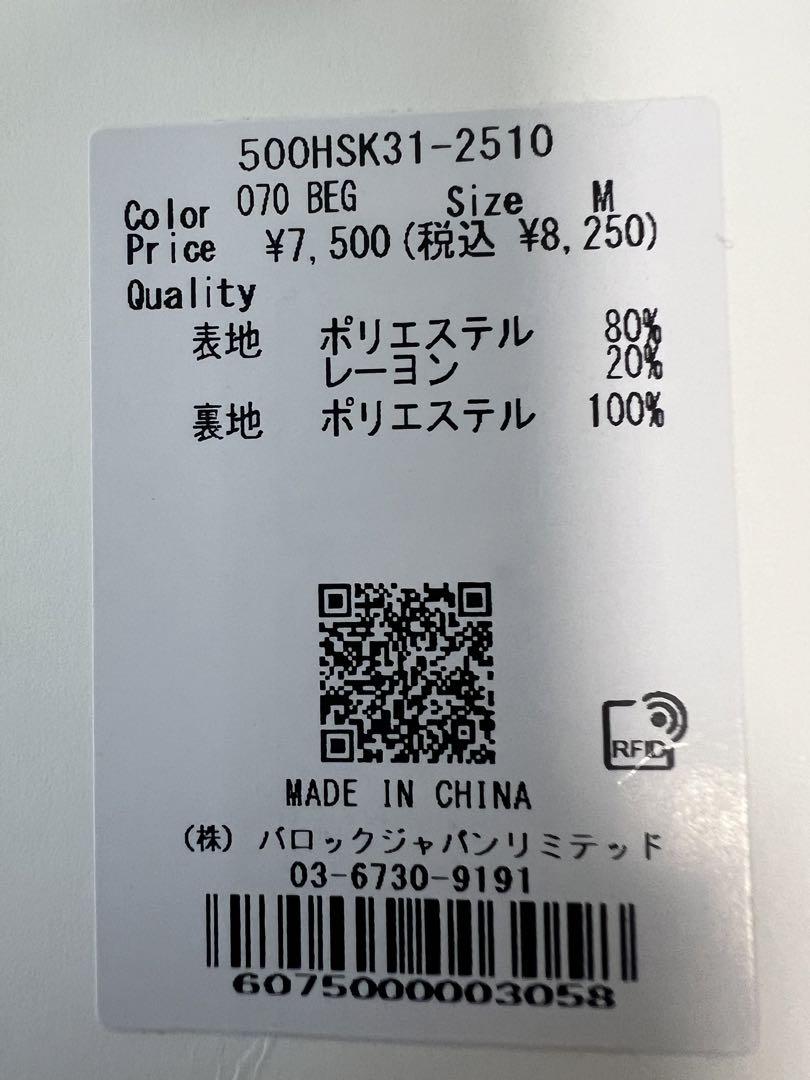 500HSK31-2510
Color 070 BEG Size M
Price ¥7,500(税込 ¥8,250)
Quality
表地 ポリエステル 80%
レーヨン 20%
裏地 ポリエステル 100%
RFID
MADE IN CHINA
(株) バロックジャパンリミテッド
03-6730-9191
6075000003058